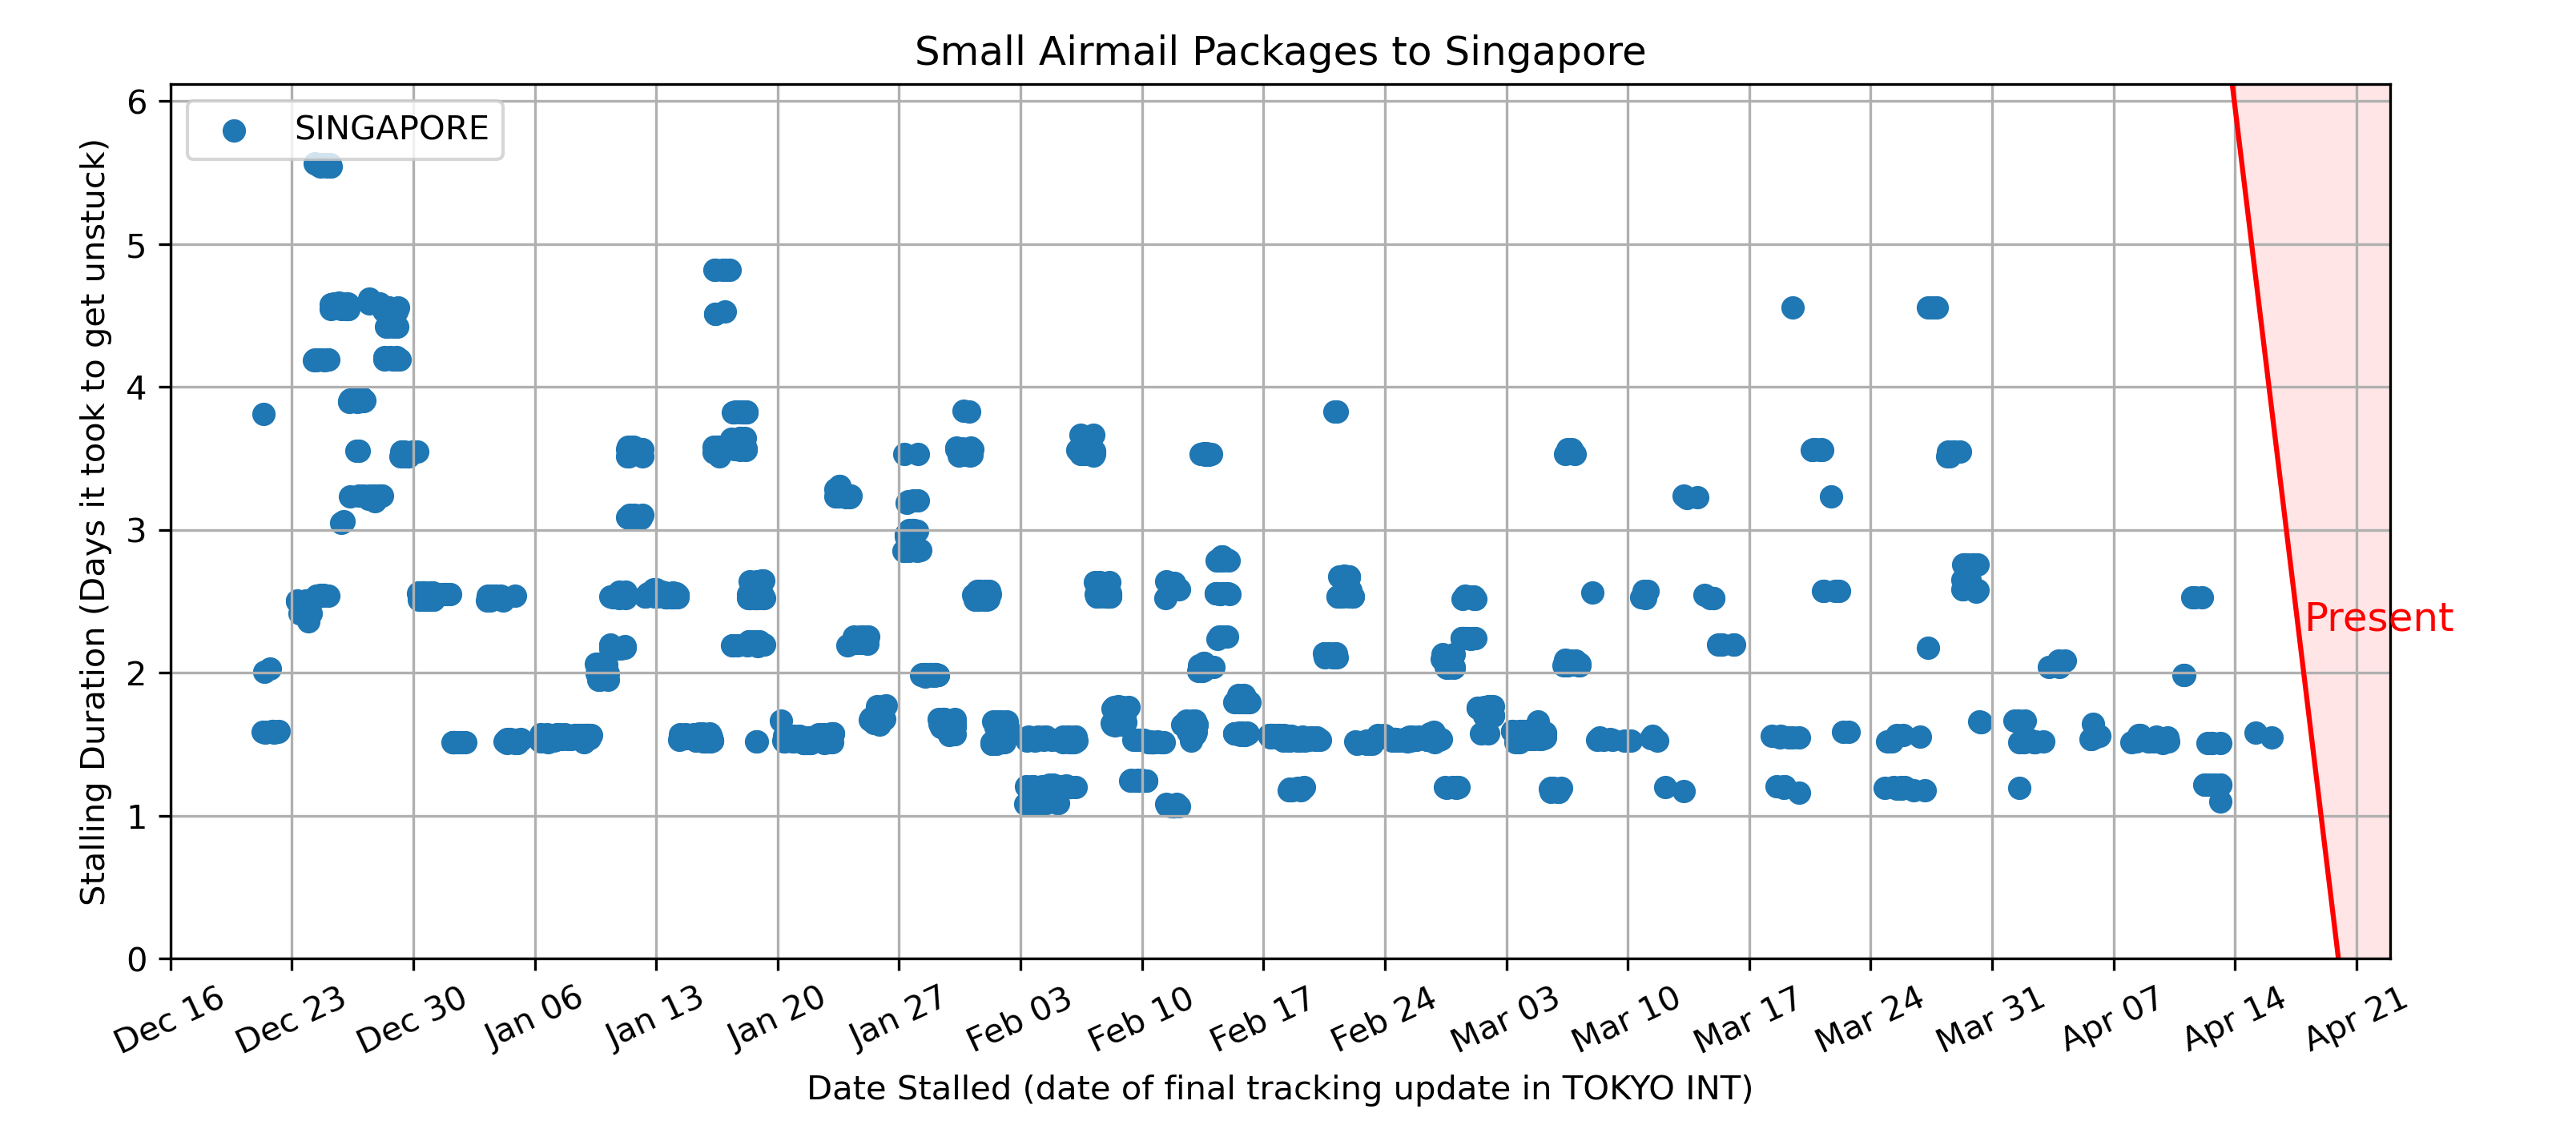 Small Airmail Packages to Singapore
SINGAPORE
Stalling Duration (Days it took to get unstuck)
6
5
4
3
2
1
0
Present
Dec 16
Dec 23
Dec 30
Jan 06
Jan 13
Jan 20
Jan 27
Feb 03
Feb 10
Feb 17
Feb 24
Mar 03
Mar 10
Mar 17
Mar 24
Mar 31
Apr 07
Apr 14
Apr 21
Date Stalled (date of final tracking update in TOKYO INT)